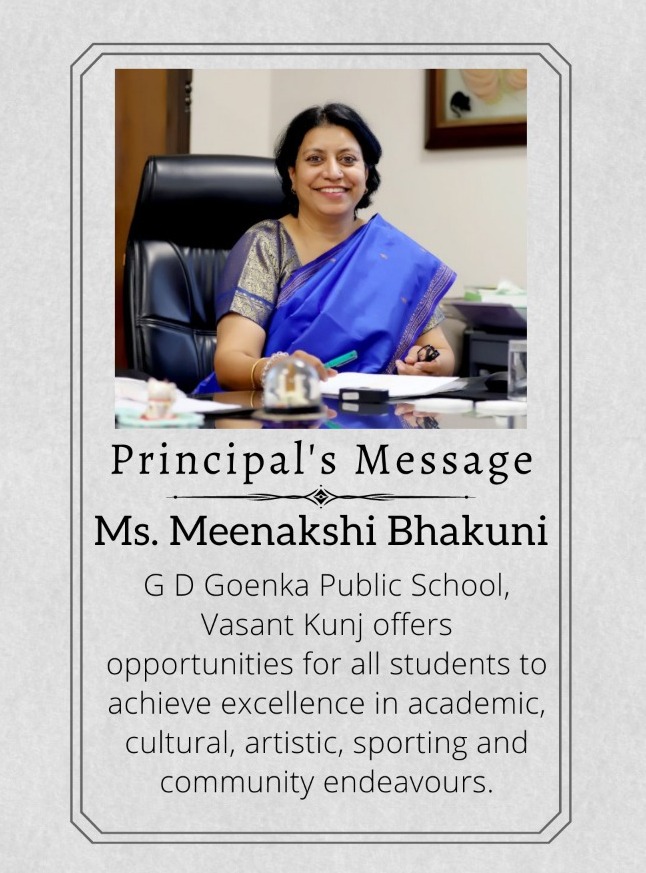 Principal's Message
Ms. Meenakshi Bhakuni
G D Goenka Public School,
Vasant Kunj offers
opportunities for all students to
achieve excellence in academic,
cultural, artistic, sporting and
community endeavours.